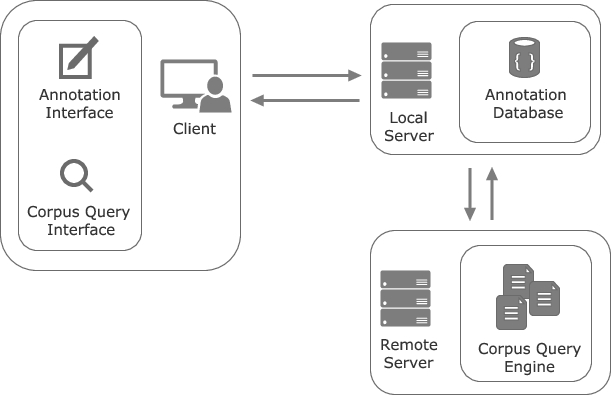 Annotation
Interface
Client
Corpus Query
Interface
Local
Server
{ }
Annotation
Database
Remote
Server
Corpus Query
Engine